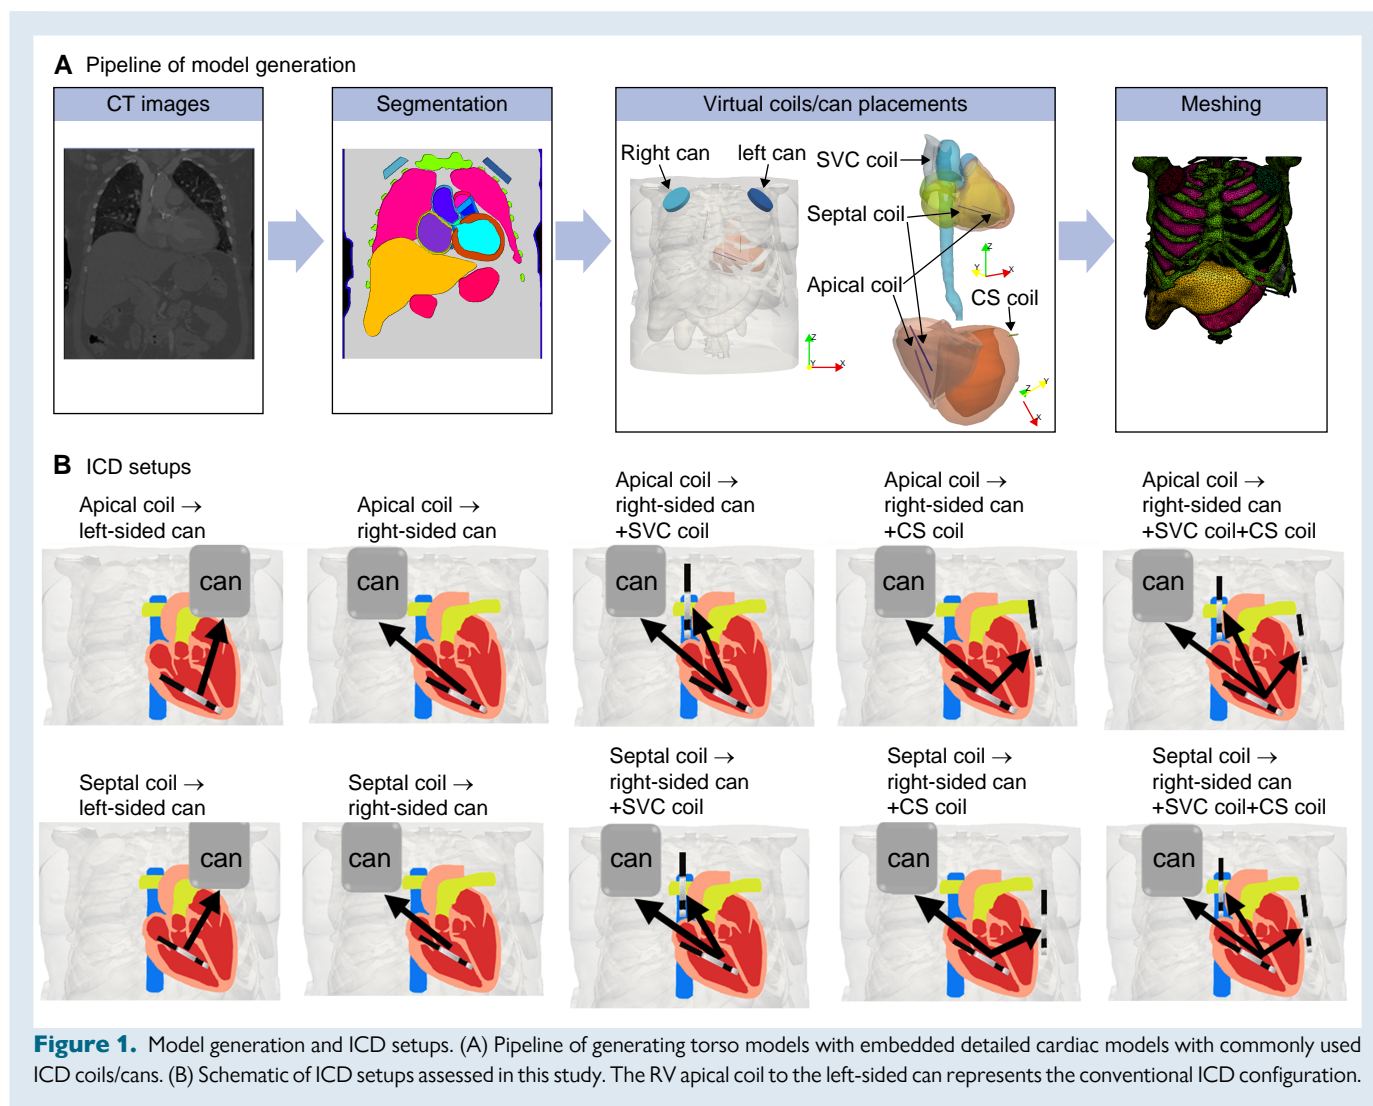 A Pipeline of model generation
CT images
Segmentation
Virtual coils/can placements
Meshing
Right can
left can
SVC coil
Septal coil
Apical coil
CS coil
Z
Y
X
Z
Y
X
Z
Y
X
B ICD setups
Apical coil →
left-sided can
can
Apical coil →
right-sided can
can
Apical coil →
right-sided can
+SVC coil
can
Apical coil →
right-sided can
+CS coil
can
Apical coil →
right-sided can
+SVC coil+CS coil
can
Septal coil →
left-sided can
can
Septal coil →
right-sided can
can
Septal coil →
right-sided can
+SVC coil
can
Septal coil →
right-sided can
+CS coil
can
Septal coil →
right-sided can
+SVC coil+CS coil
can
Figure 1. Model generation and ICD setups. (A) Pipeline of generating torso models with embedded detailed cardiac models with commonly used
ICD coils/cans. (B) Schematic of ICD setups assessed in this study. The RV apical coil to the left-sided can represents the conventional ICD configuration.